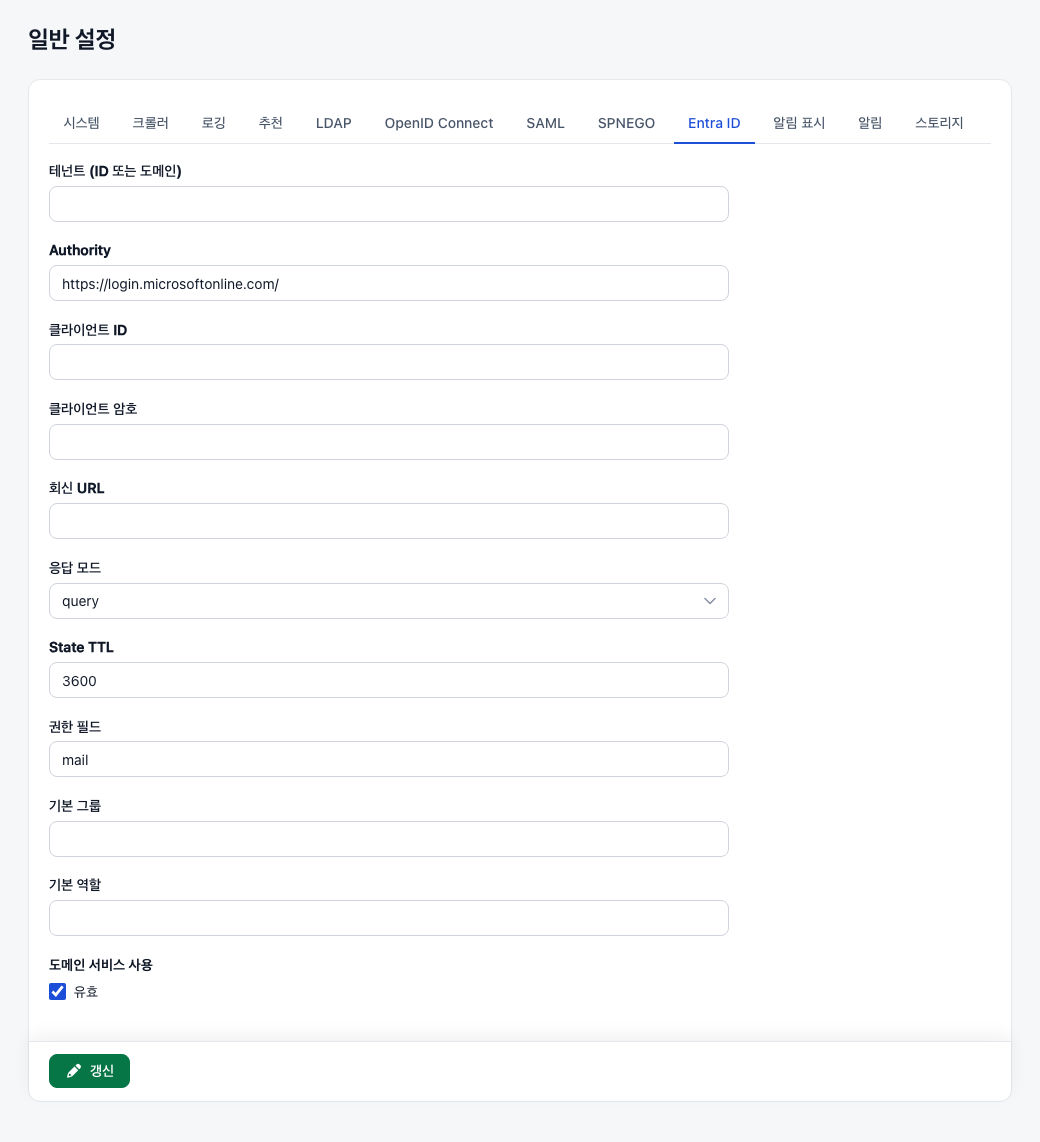 일반 설정
시스템 크롤러 로깅 추천 LDAP OpenID Connect SAML SPNEGO Entra ID 알림 표시 알림 스토리지
테넌트 (ID 또는 도메인)
Authority
https://login.microsoftonline.com/
클라이언트 ID
클라이언트 암호
회신 URL
응답 모드
query
State TTL
3600
권한 필드
mail
기본 그룹
기본 역할
도메인 서비스 사용
유효
갱신